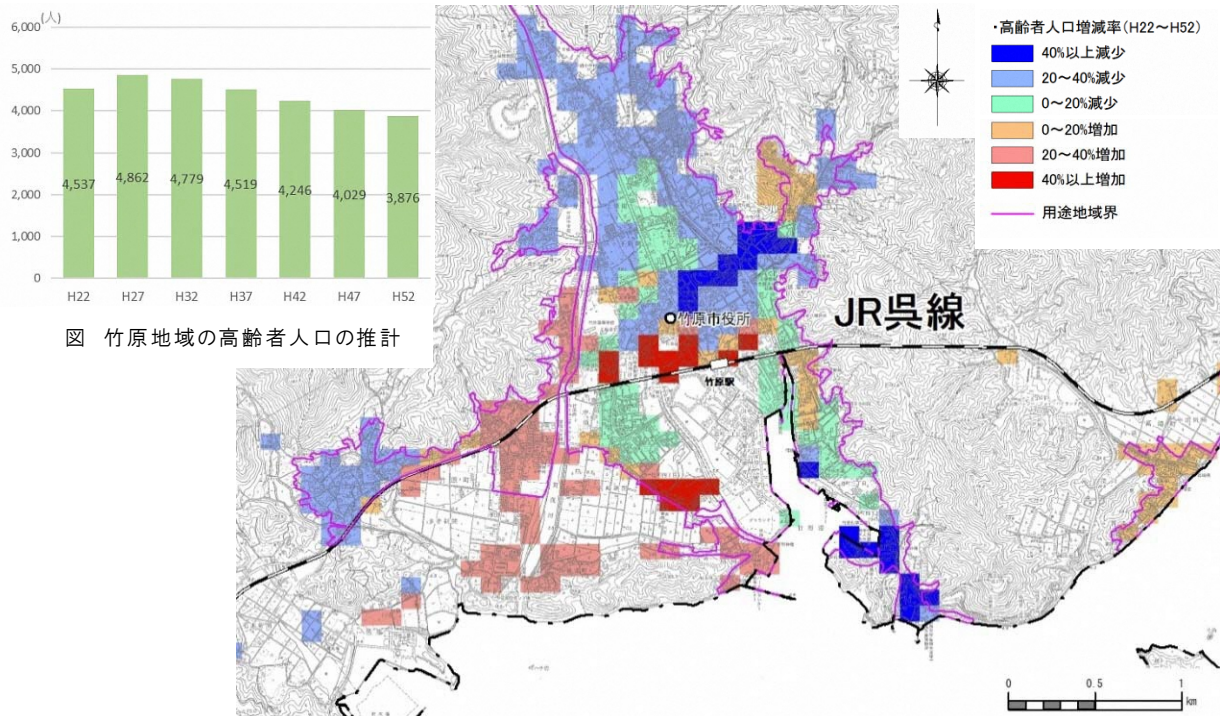 (人)
6,000
5,000
4,000
3,000
2,000
1,000
0
4,537
4,862
4,779
4,519
4,246
4,029
3,876
H22
H27
H32
H37
H42
H47
H52
図 竹原地域の高齢者人口の推計
・高齢者人口増減率(H22～H52)
40%以上減少
20～40%減少
0～20%減少
0～20%増加
20～40%増加
40%以上増加
用途地域界
竹原市役所
JR呉線
竹原駅
0
0.5
1
km